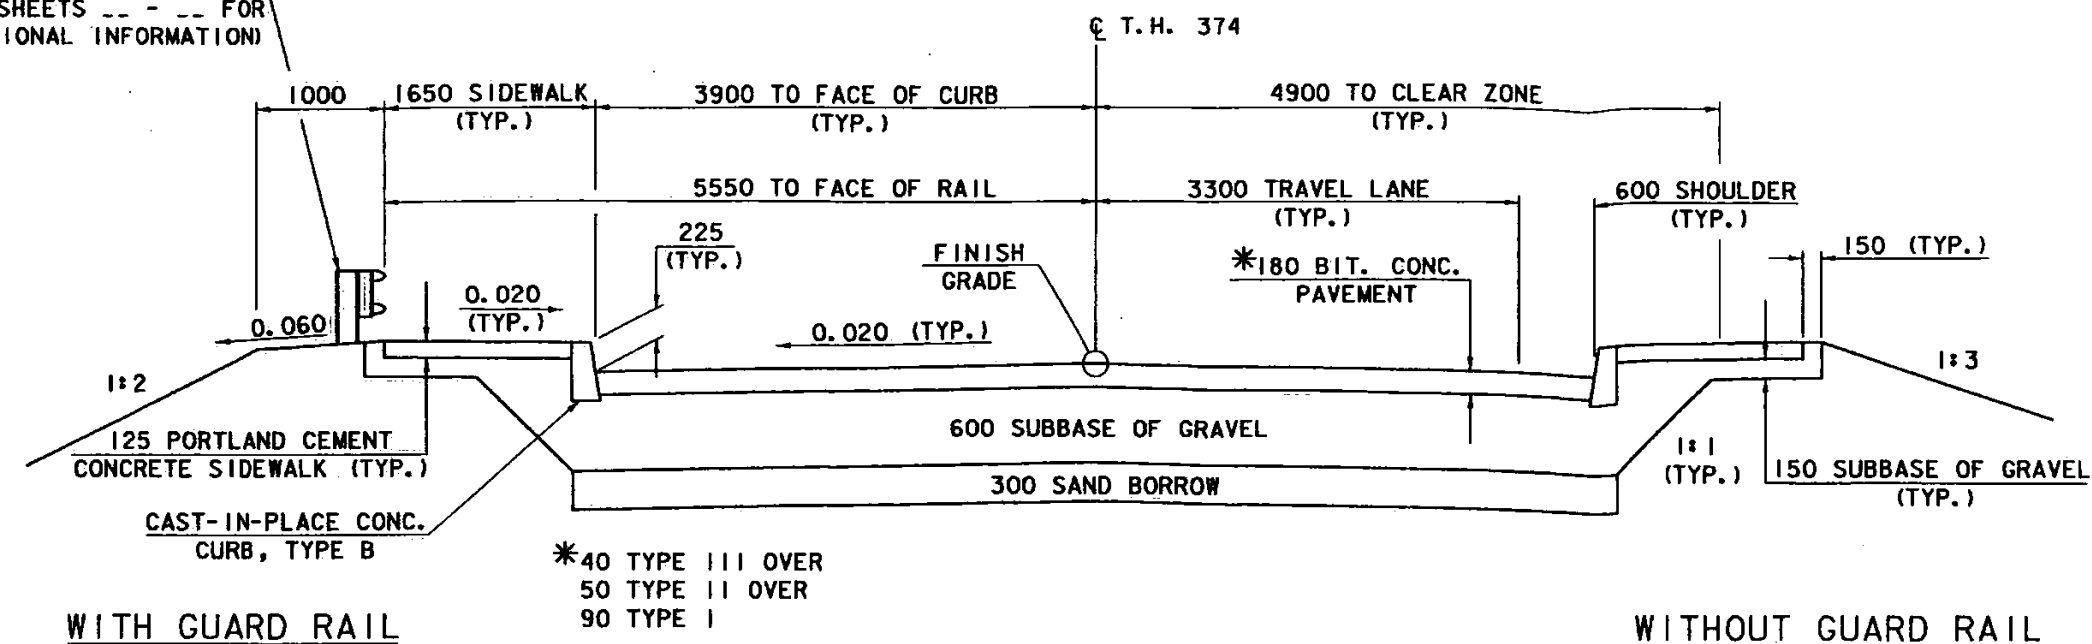 SHEETS __ - __ FOR
IONAL INFORMATION)
℄ T.H. 374
1000
1650 SIDEWALK
(TYP.)
3900 TO FACE OF CURB
(TYP.)
4900 TO CLEAR ZONE
(TYP.)
5550 TO FACE OF RAIL
3300 TRAVEL LANE
(TYP.)
600 SHOULDER
(TYP.)
225
(TYP.)
FINISH
GRADE
*180 BIT. CONC.
PAVEMENT
150 (TYP.)
0.020
(TYP.)
0.060
0.020 (TYP.)
1:2
1:3
125 PORTLAND CEMENT
CONCRETE SIDEWALK (TYP.)
600 SUBBASE OF GRAVEL
1:1
(TYP.)
150 SUBBASE OF GRAVEL
(TYP.)
300 SAND BORROW
CAST-IN-PLACE CONC.
CURB, TYPE B
*40 TYPE III OVER
50 TYPE II OVER
90 TYPE I
WITH GUARD RAIL
WITHOUT GUARD RAIL